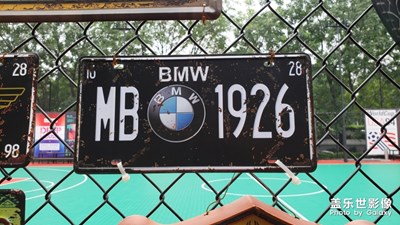 28
98
10
BMW
28
MB
BMW
1926
盖乐世影像
Photo by Galaxy